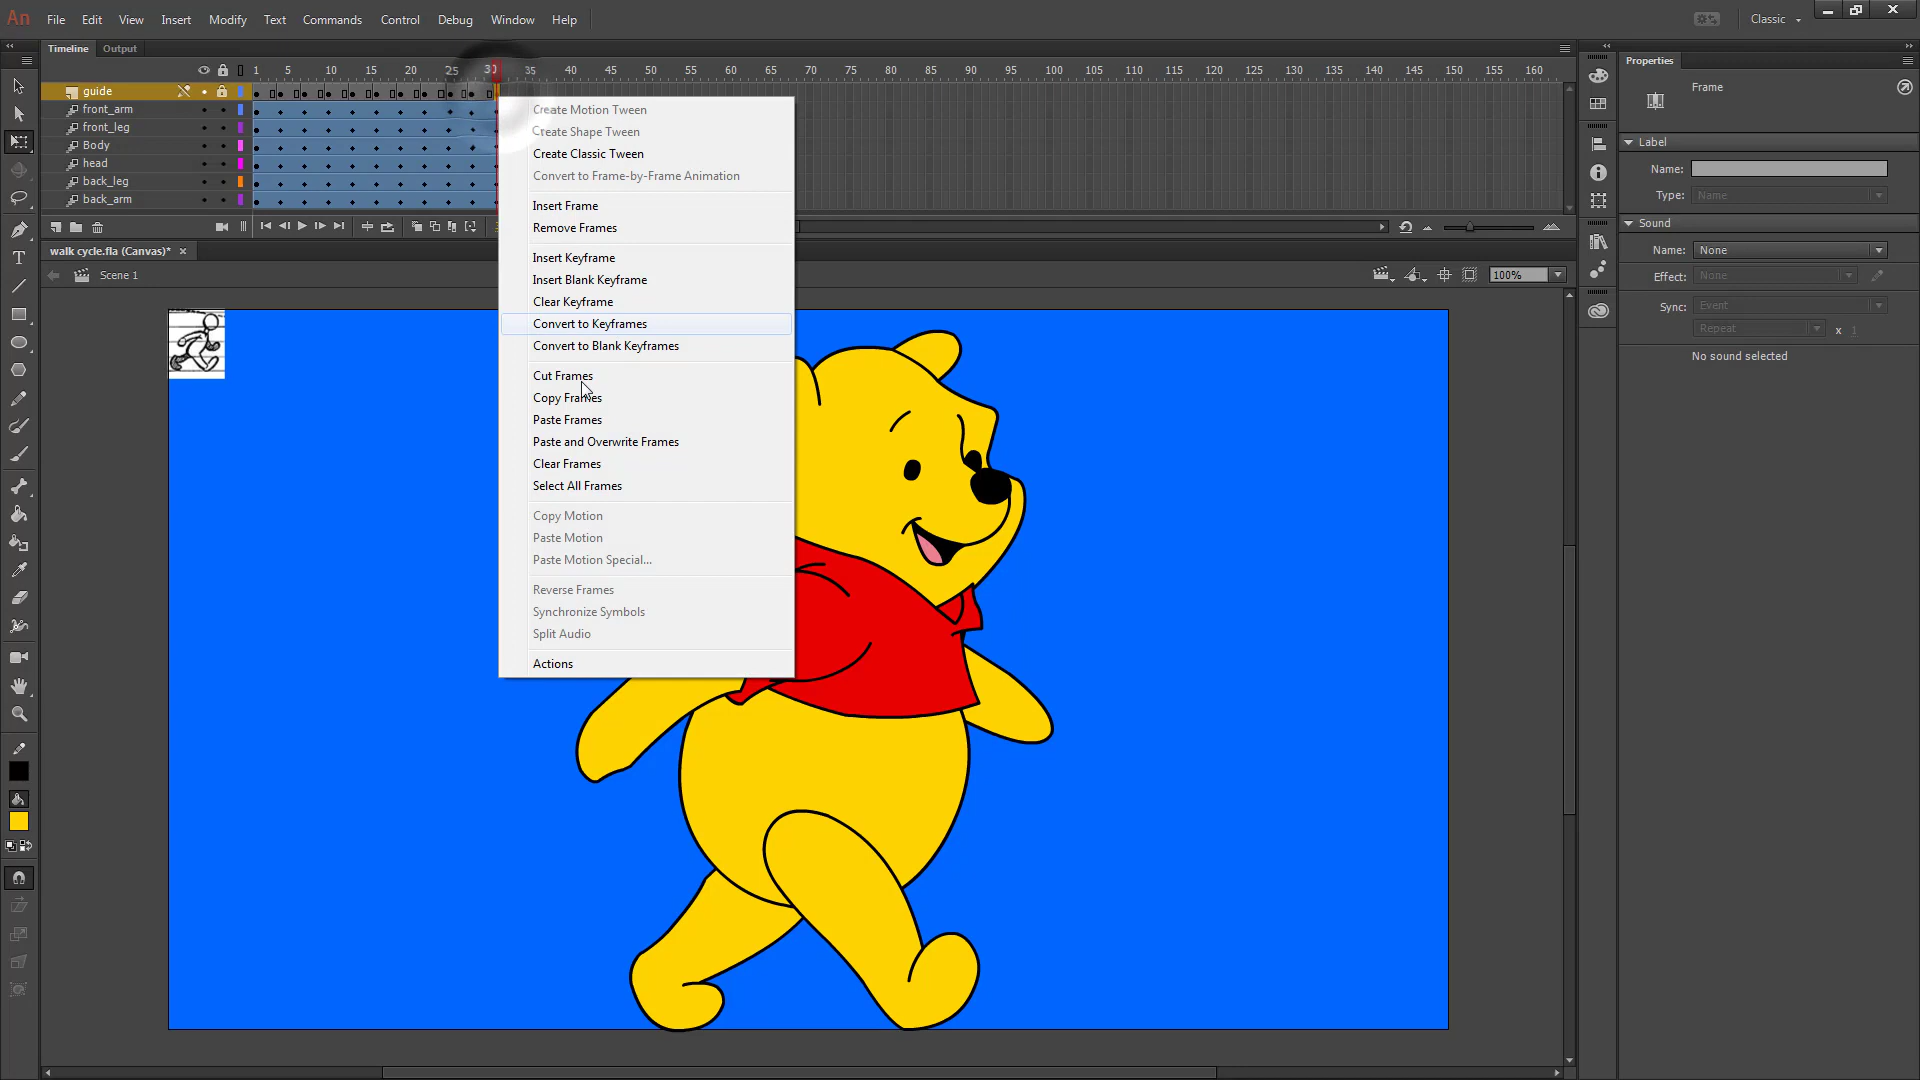 An File Edit View Insert Modify Text Commands Control Debug Window Help Classic
Timeline Output
1 5 10 15 20 25 30 35 40 45 50 55 60 65 70 75 80 85 90 95 100 105 110 115 120 125 130 135 140 145 150 155 160
guide
front_arm
front_leg
Body
head
back_leg
back_arm
walk cycle.fla (Canvas)*
Scene 1
100%
Create Motion Tween
Create Shape Tween
Create Classic Tween
Convert to Frame-by-Frame Animation
Insert Frame
Remove Frames
Insert Keyframe
Insert Blank Keyframe
Clear Keyframe
Convert to Keyframes
Convert to Blank Keyframes
Cut Frames
Copy Frames
Paste Frames
Paste and Overwrite Frames
Clear Frames
Select All Frames
Copy Motion
Paste Motion
Paste Motion Special...
Reverse Frames
Synchronize Symbols
Split Audio
Actions
Properties
Frame
Label
Name:
Type: Name
Sound
Name: None
Effect: None
Sync: Event
Repeat x 1
No sound selected